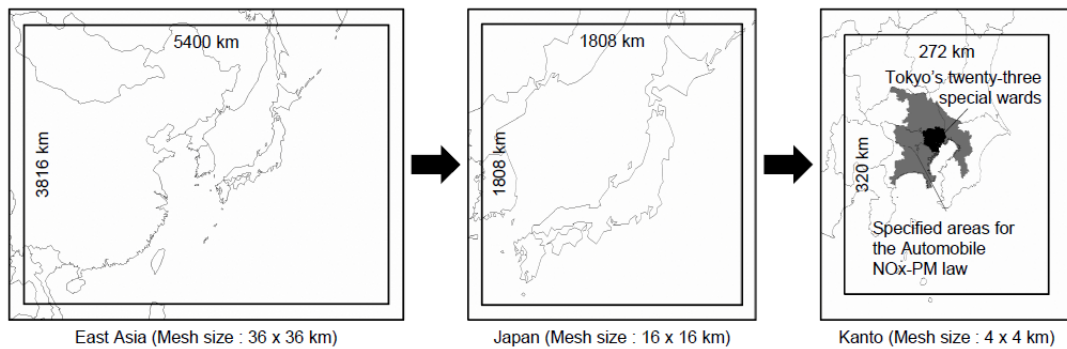 5400 km
3816 km
East Asia (Mesh size : 36 x 36 km)
1808 km
1808 km
Japan (Mesh size : 16 x 16 km)
272 km
Tokyo's twenty-three
special wards
320 km
Specified areas for
the Automobile
NOx-PM law
Kanto (Mesh size : 4 x 4 km)